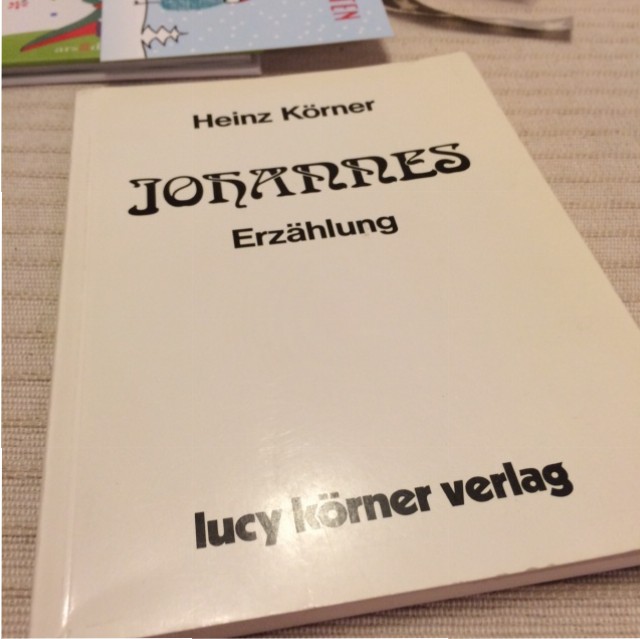 Heinz Körner
JOHANNES
Erzählung
lucy körner verlag